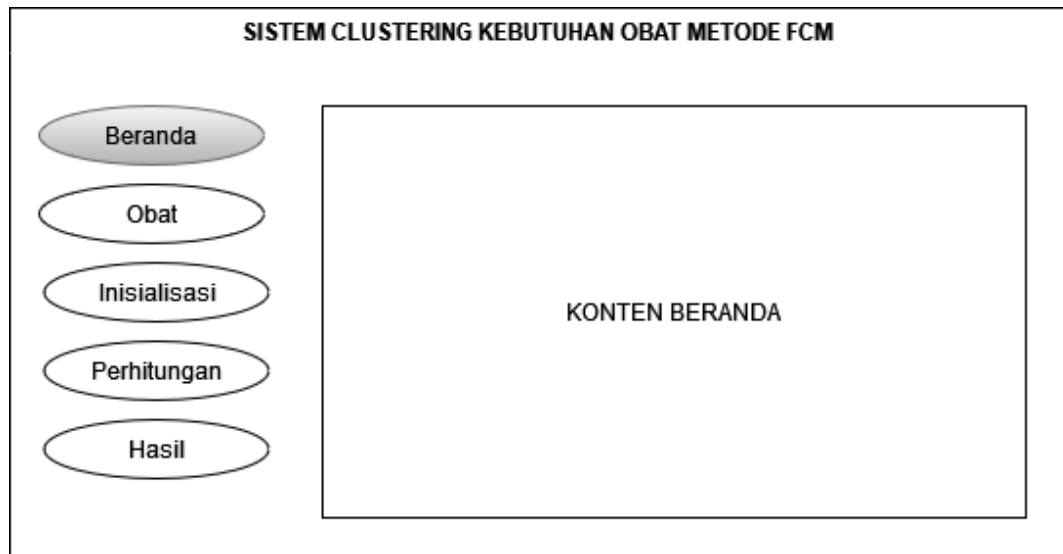 SISTEM CLUSTERING KEBUTUHAN OBAT METODE FCM
Beranda
Obat
Inisialisasi
Perhitungan
Hasil
KONTEN BERANDA